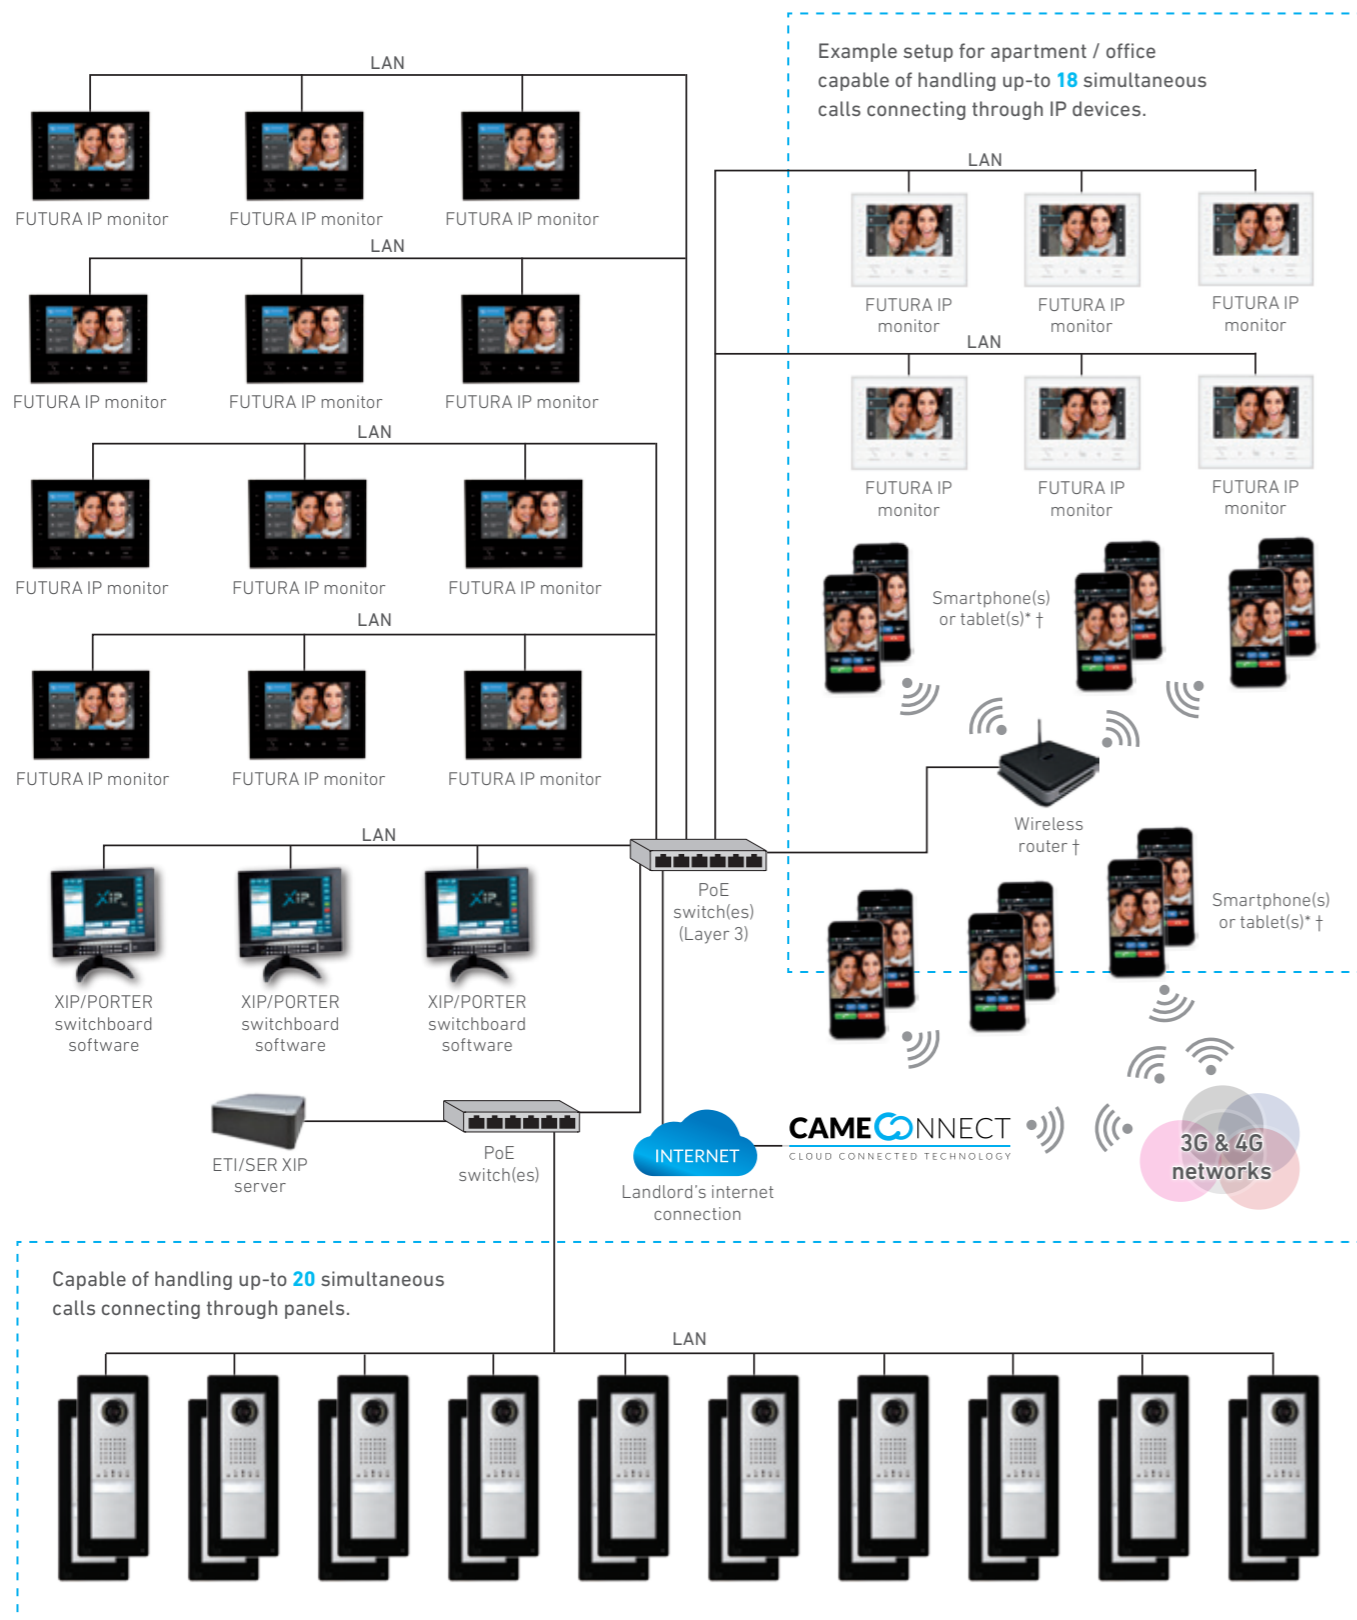 LAN
FUTURA IP monitor
FUTURA IP monitor
FUTURA IP monitor
LAN
FUTURA IP monitor
FUTURA IP monitor
FUTURA IP monitor
LAN
FUTURA IP monitor
FUTURA IP monitor
FUTURA IP monitor
LAN
FUTURA IP monitor
FUTURA IP monitor
FUTURA IP monitor
Example setup for apartment / office
capable of handling up-to 18 simultaneous
calls connecting through IP devices.
LAN
FUTURA IP
monitor
FUTURA IP
monitor
FUTURA IP
monitor
LAN
FUTURA IP
monitor
FUTURA IP
monitor
FUTURA IP
monitor
Smartphone(s)
or tablet(s)* †
Wireless
router †
Smartphone(s)
or tablet(s)* †
LAN
XIP
XIP
XIP
XIP/PORTER
switchboard
software
XIP/PORTER
switchboard
software
XIP/PORTER
switchboard
software
PoE
switch(es)
(Layer 3)
ETI/SER XIP
server
PoE
switch(es)
INTERNET
Landlord's internet
connection
CAMECONNECT
CLOUD CONNECTED TECHNOLOGY
3G & 4G
networks
Capable of handling up-to 20 simultaneous
calls connecting through panels.
LAN